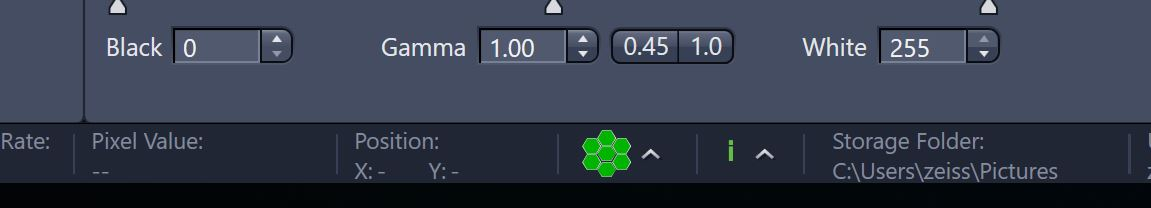 Black 0 Gamma 1.00 0.45 1.0 White 255
Rate: Pixel Value: Position: Storage Folder:
-- X: - Y: - i C:\Users\zeiss\Pictures